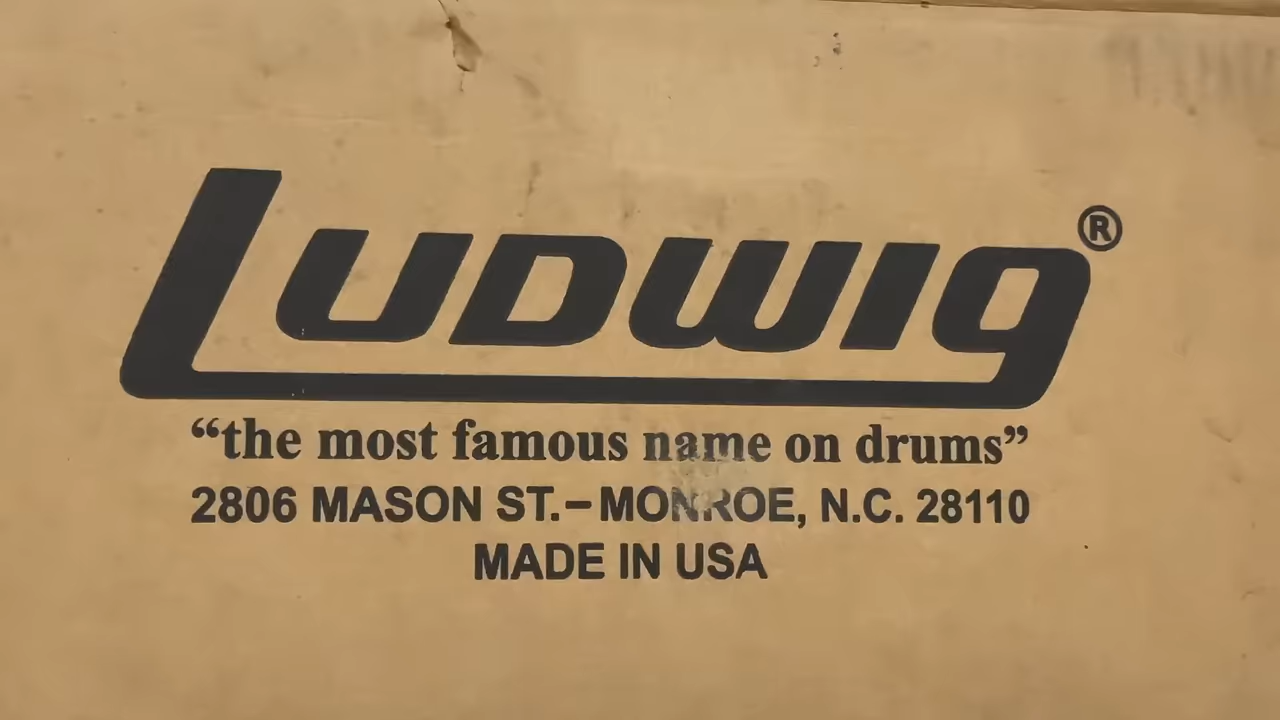 LUDWIG®
“the most famous name on drums”
2806 MASON ST.–MONROE, N.C. 28110
MADE IN USA